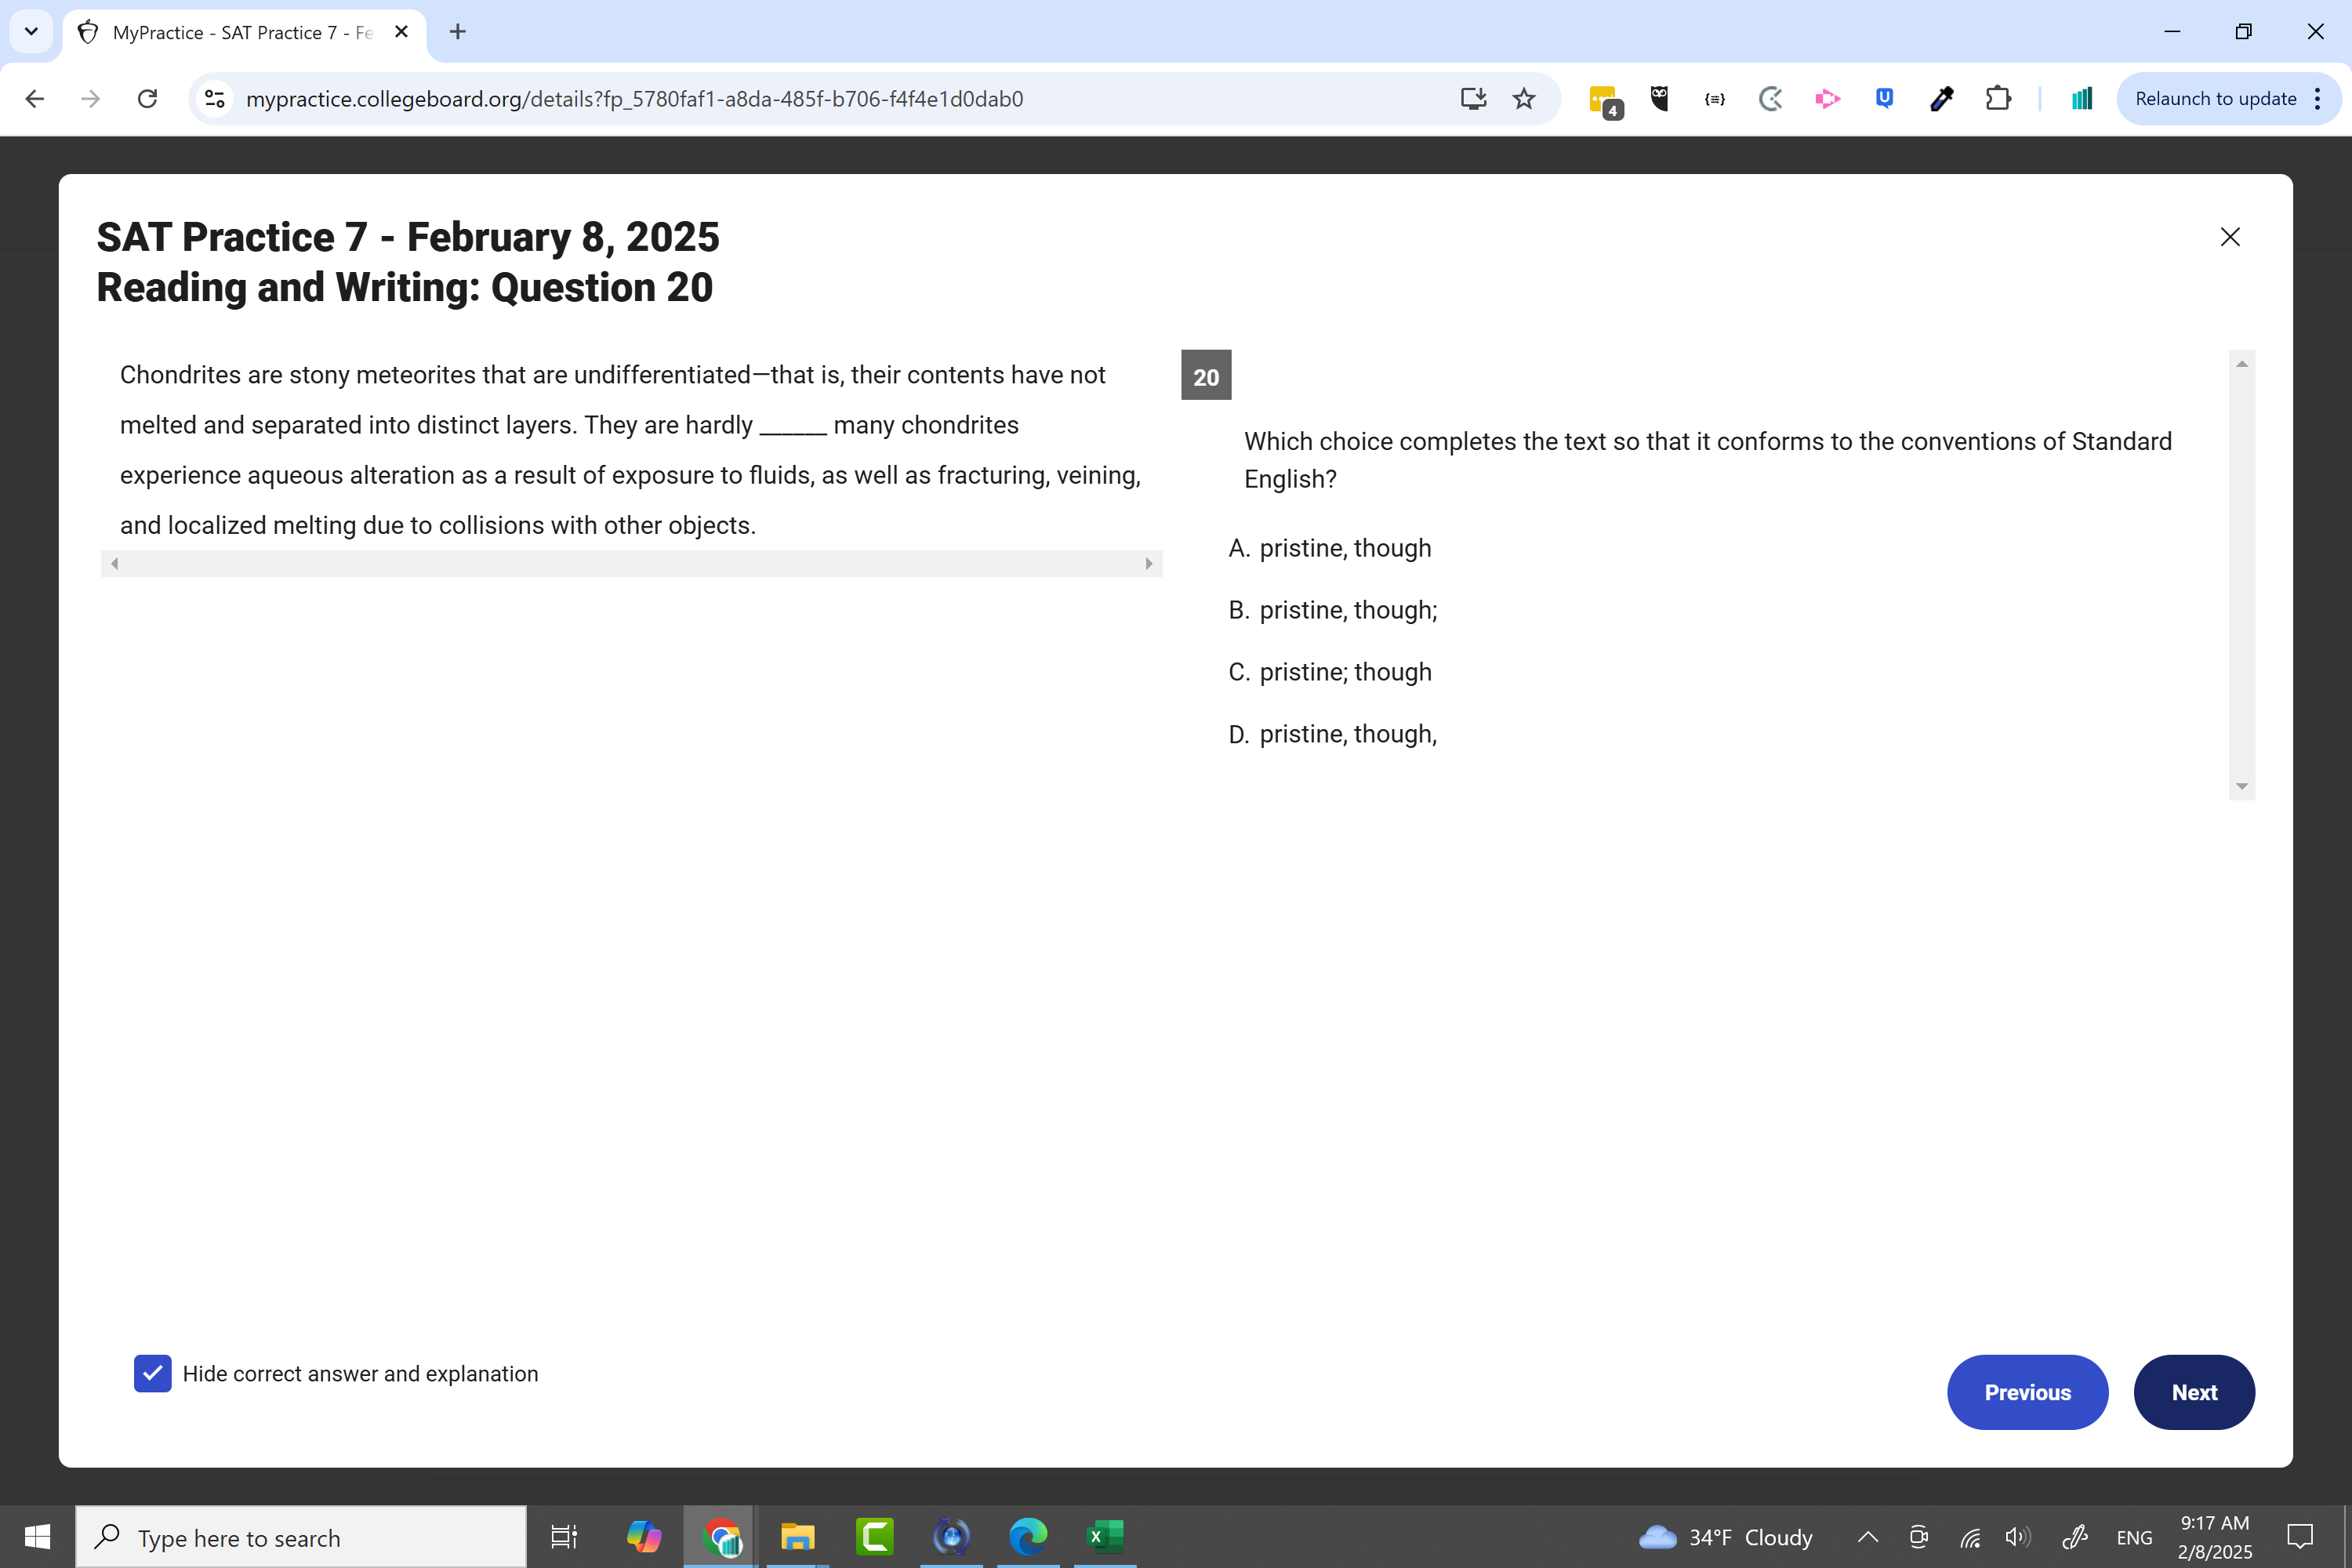 MyPractice - SAT Practice 7 - Fe
mypractice.collegeboard.org/details?fp_5780faf1-a8da-485f-b706-f4f4e1d0dab0
4
Relaunch to update
SAT Practice 7 - February 8, 2025
Reading and Writing: Question 20
Chondrites are stony meteorites that are undifferentiated—that is, their contents have not
melted and separated into distinct layers. They are hardly ______ many chondrites
experience aqueous alteration as a result of exposure to fluids, as well as fracturing, veining,
and localized melting due to collisions with other objects.
20
Which choice completes the text so that it conforms to the conventions of Standard
English?
A. pristine, though
B. pristine, though;
C. pristine; though
D. pristine, though,
Hide correct answer and explanation
Previous
Next
Type here to search
34°F Cloudy
ENG
9:17 AM
2/8/2025